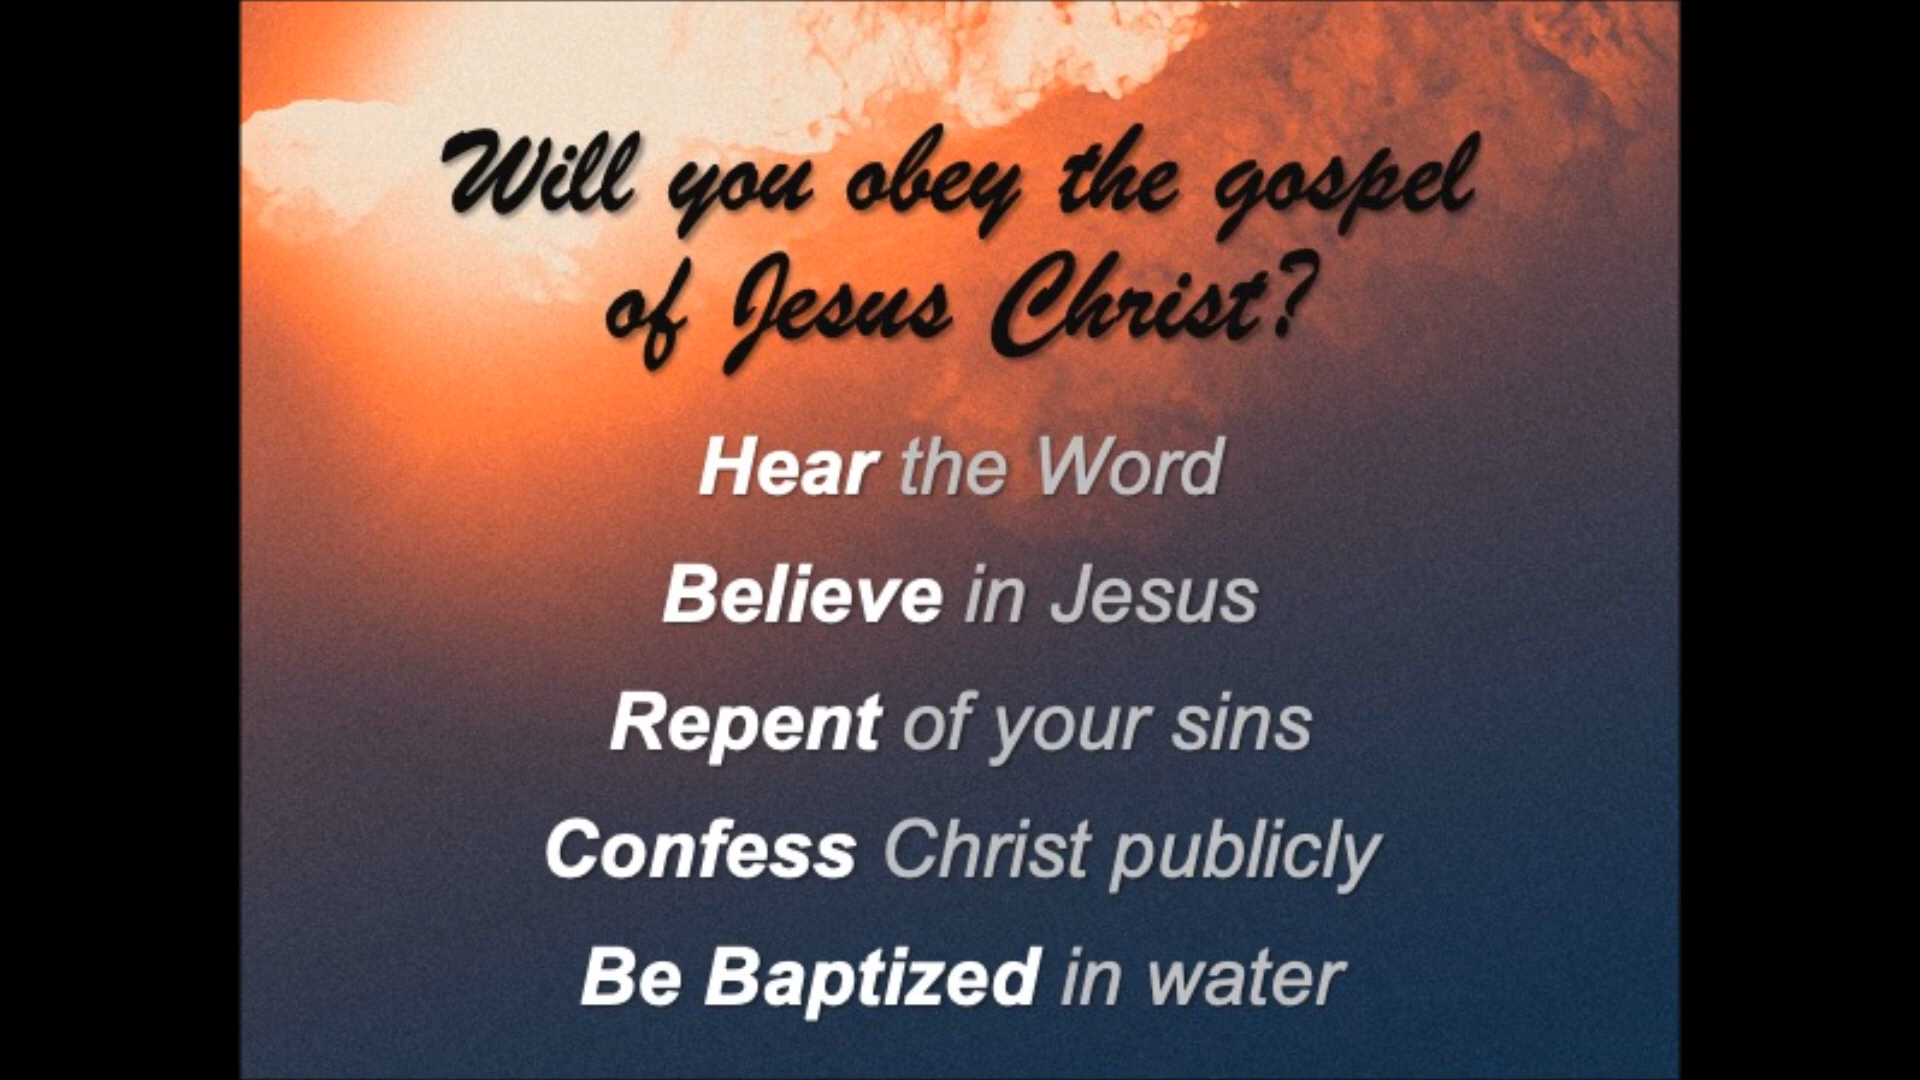 Will you obey the gospel
of Jesus Christ?
Hear the Word
Believe in Jesus
Repent of your sins
Confess Christ publicly
Be Baptized in water